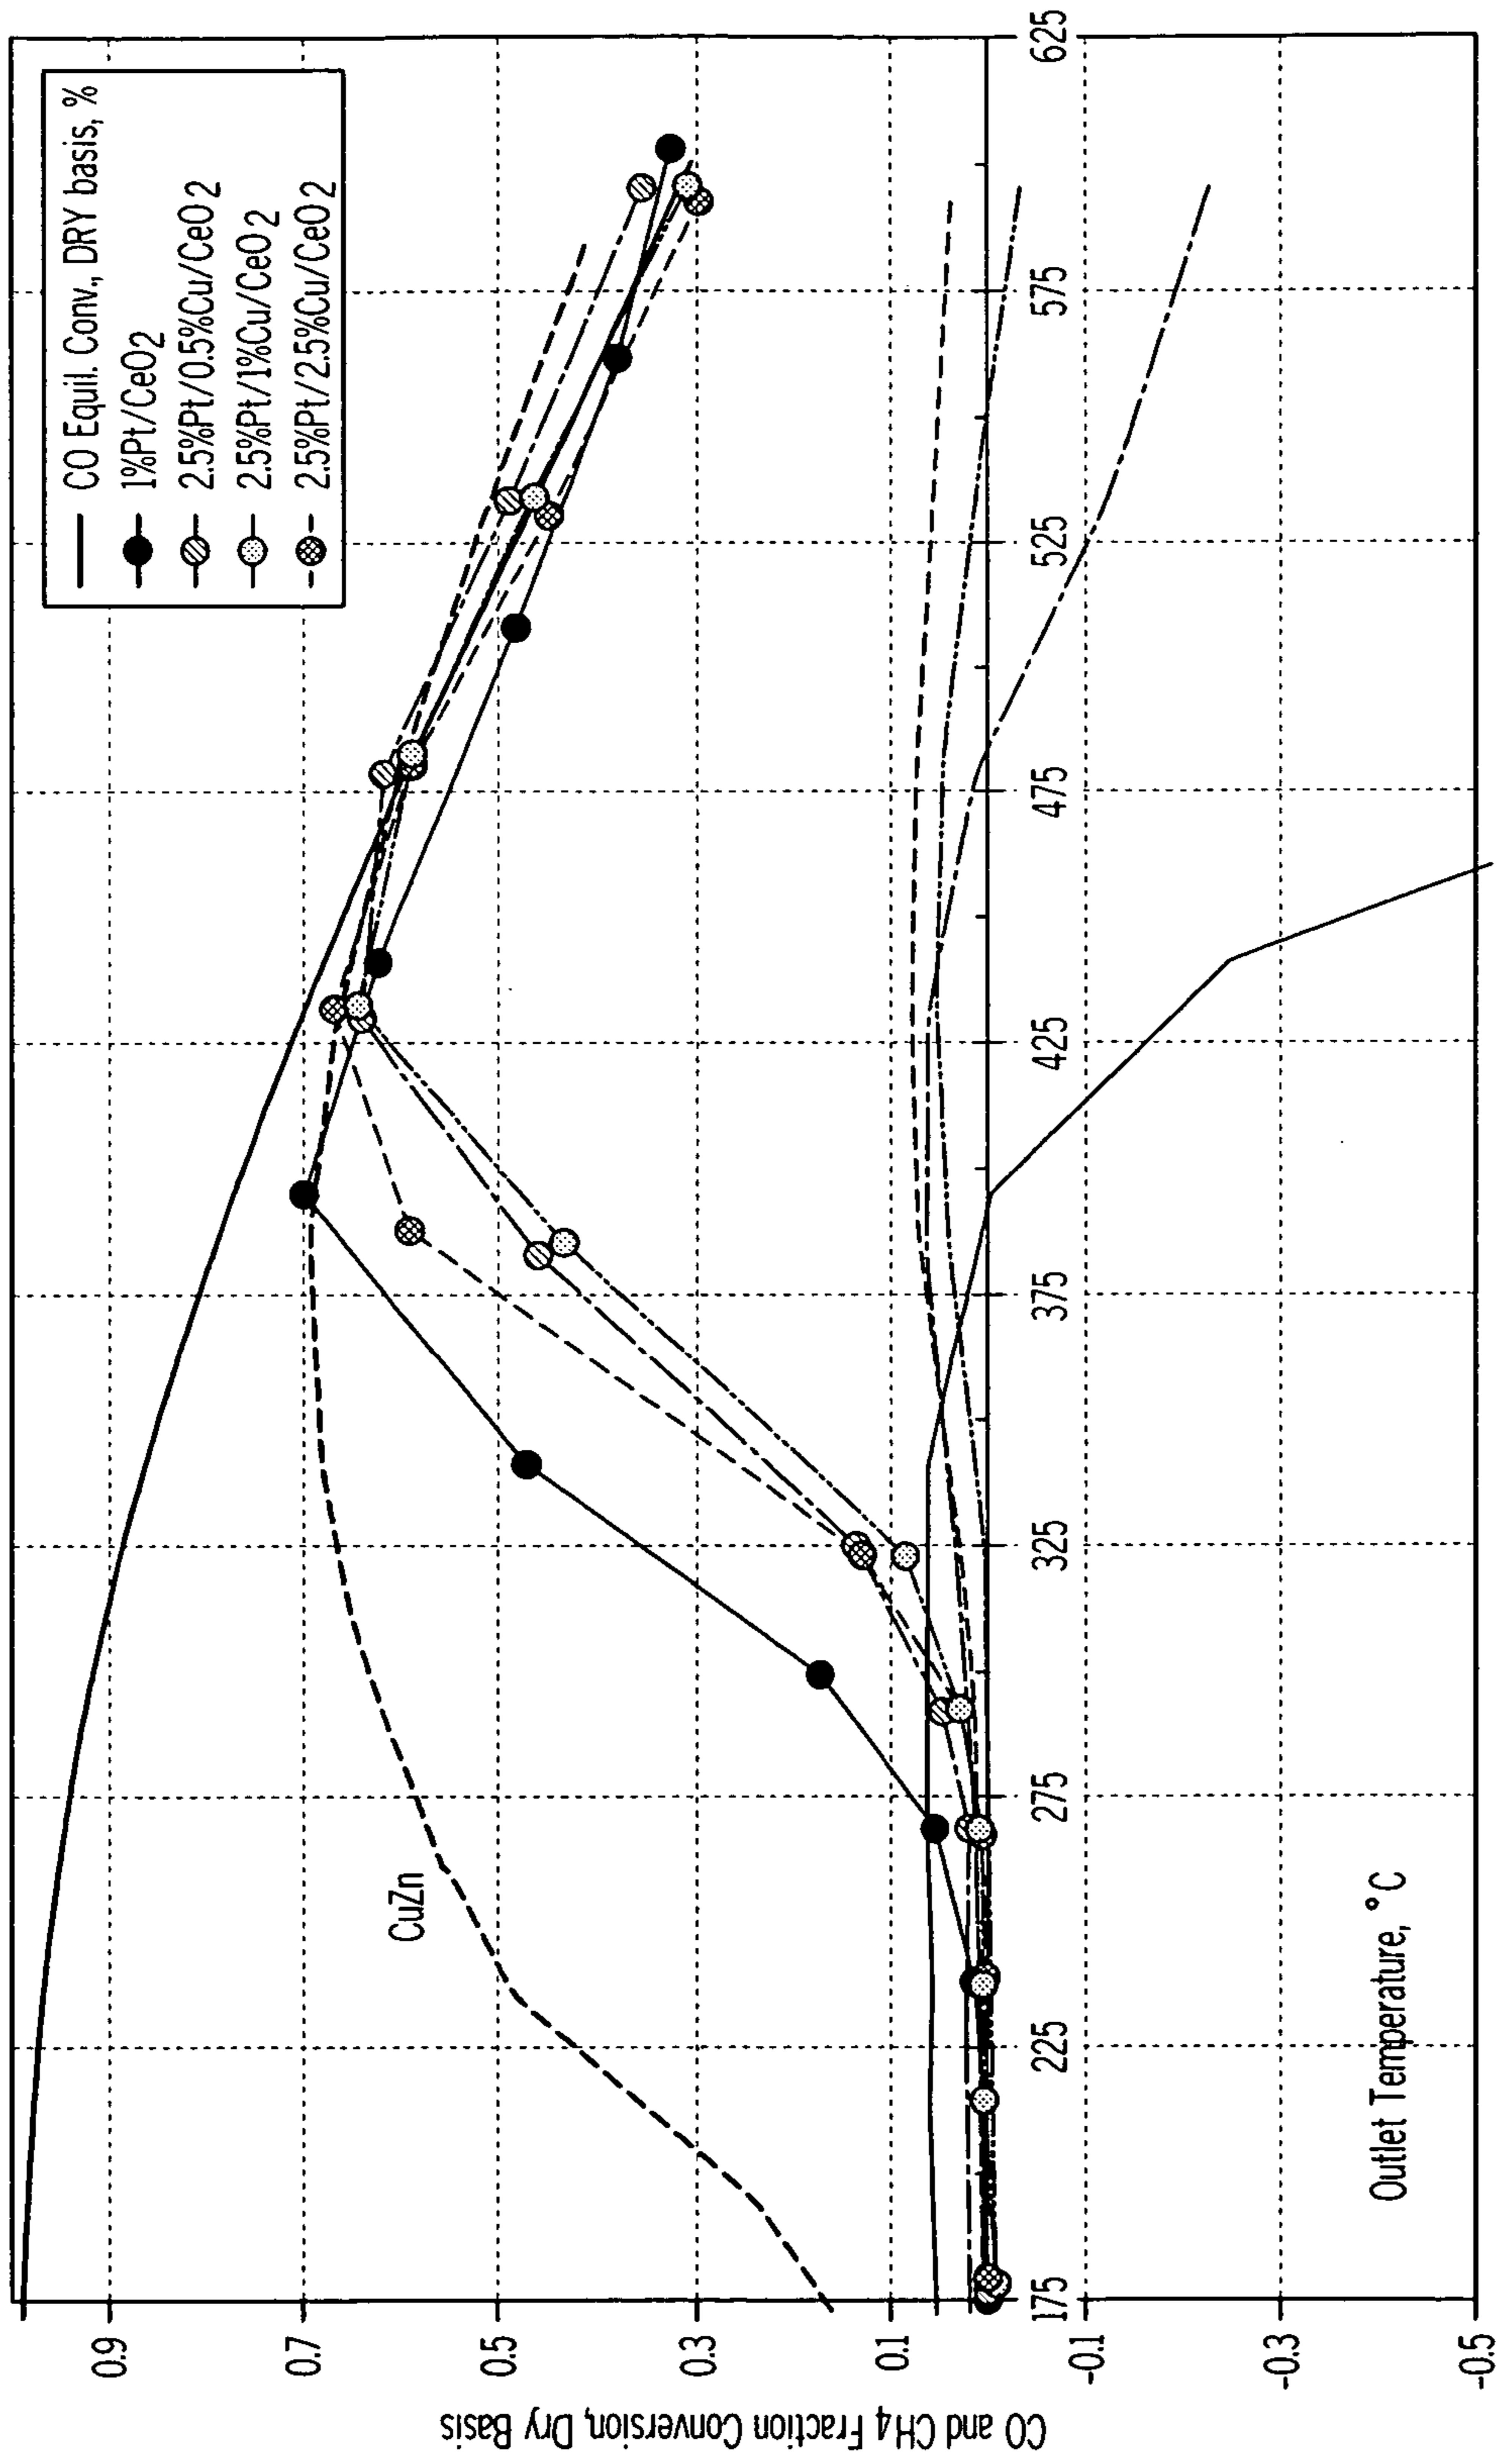 CO Equil. Conv., DRY basis, %
1%Pt/CeO2
2.5%Pt/0.5%Cu/CeO2
2.5%Pt/1%Cu/CeO2
2.5%Pt/2.5%Cu/CeO2
CuZn
0.9
0.7
0.5
0.3
0.1
-0.1
-0.3
-0.5
175
225
275
325
375
425
475
525
575
625
CO and CH4 Fraction Conversion, Dry Basis
Outlet Temperature, °C